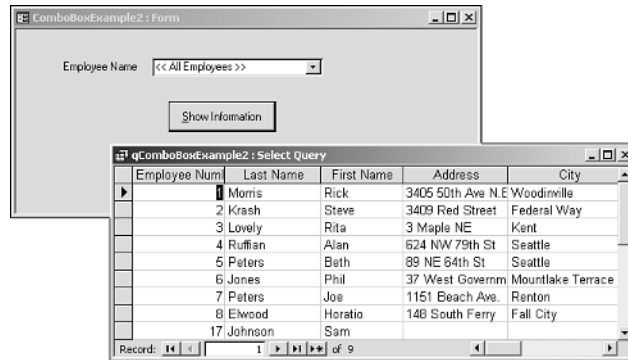 ComboBoxExample2 : Form
Employee Name << All Employees >>
Show Information
qComboBoxExample2 : Select Query
Employee Numl Last Name First Name Address City
1 Morris Rick 3405 50th Ave N.E Woodinville
2 Krash Steve 3409 Red Street Federal Way
3 Lovely Rita 3 Maple NE Kent
4 Ruffian Alan 624 NW 79th St Seattle
5 Peters Beth 89 NE 64th St Seattle
6 Jones Phil 37 West Governm Mountlake Terrace
7 Peters Joe 1151 Beach Ave. Renton
8 Elwood Horatio 148 South Ferry Fall City
17 Johnson Sam
Record: 1 of 9